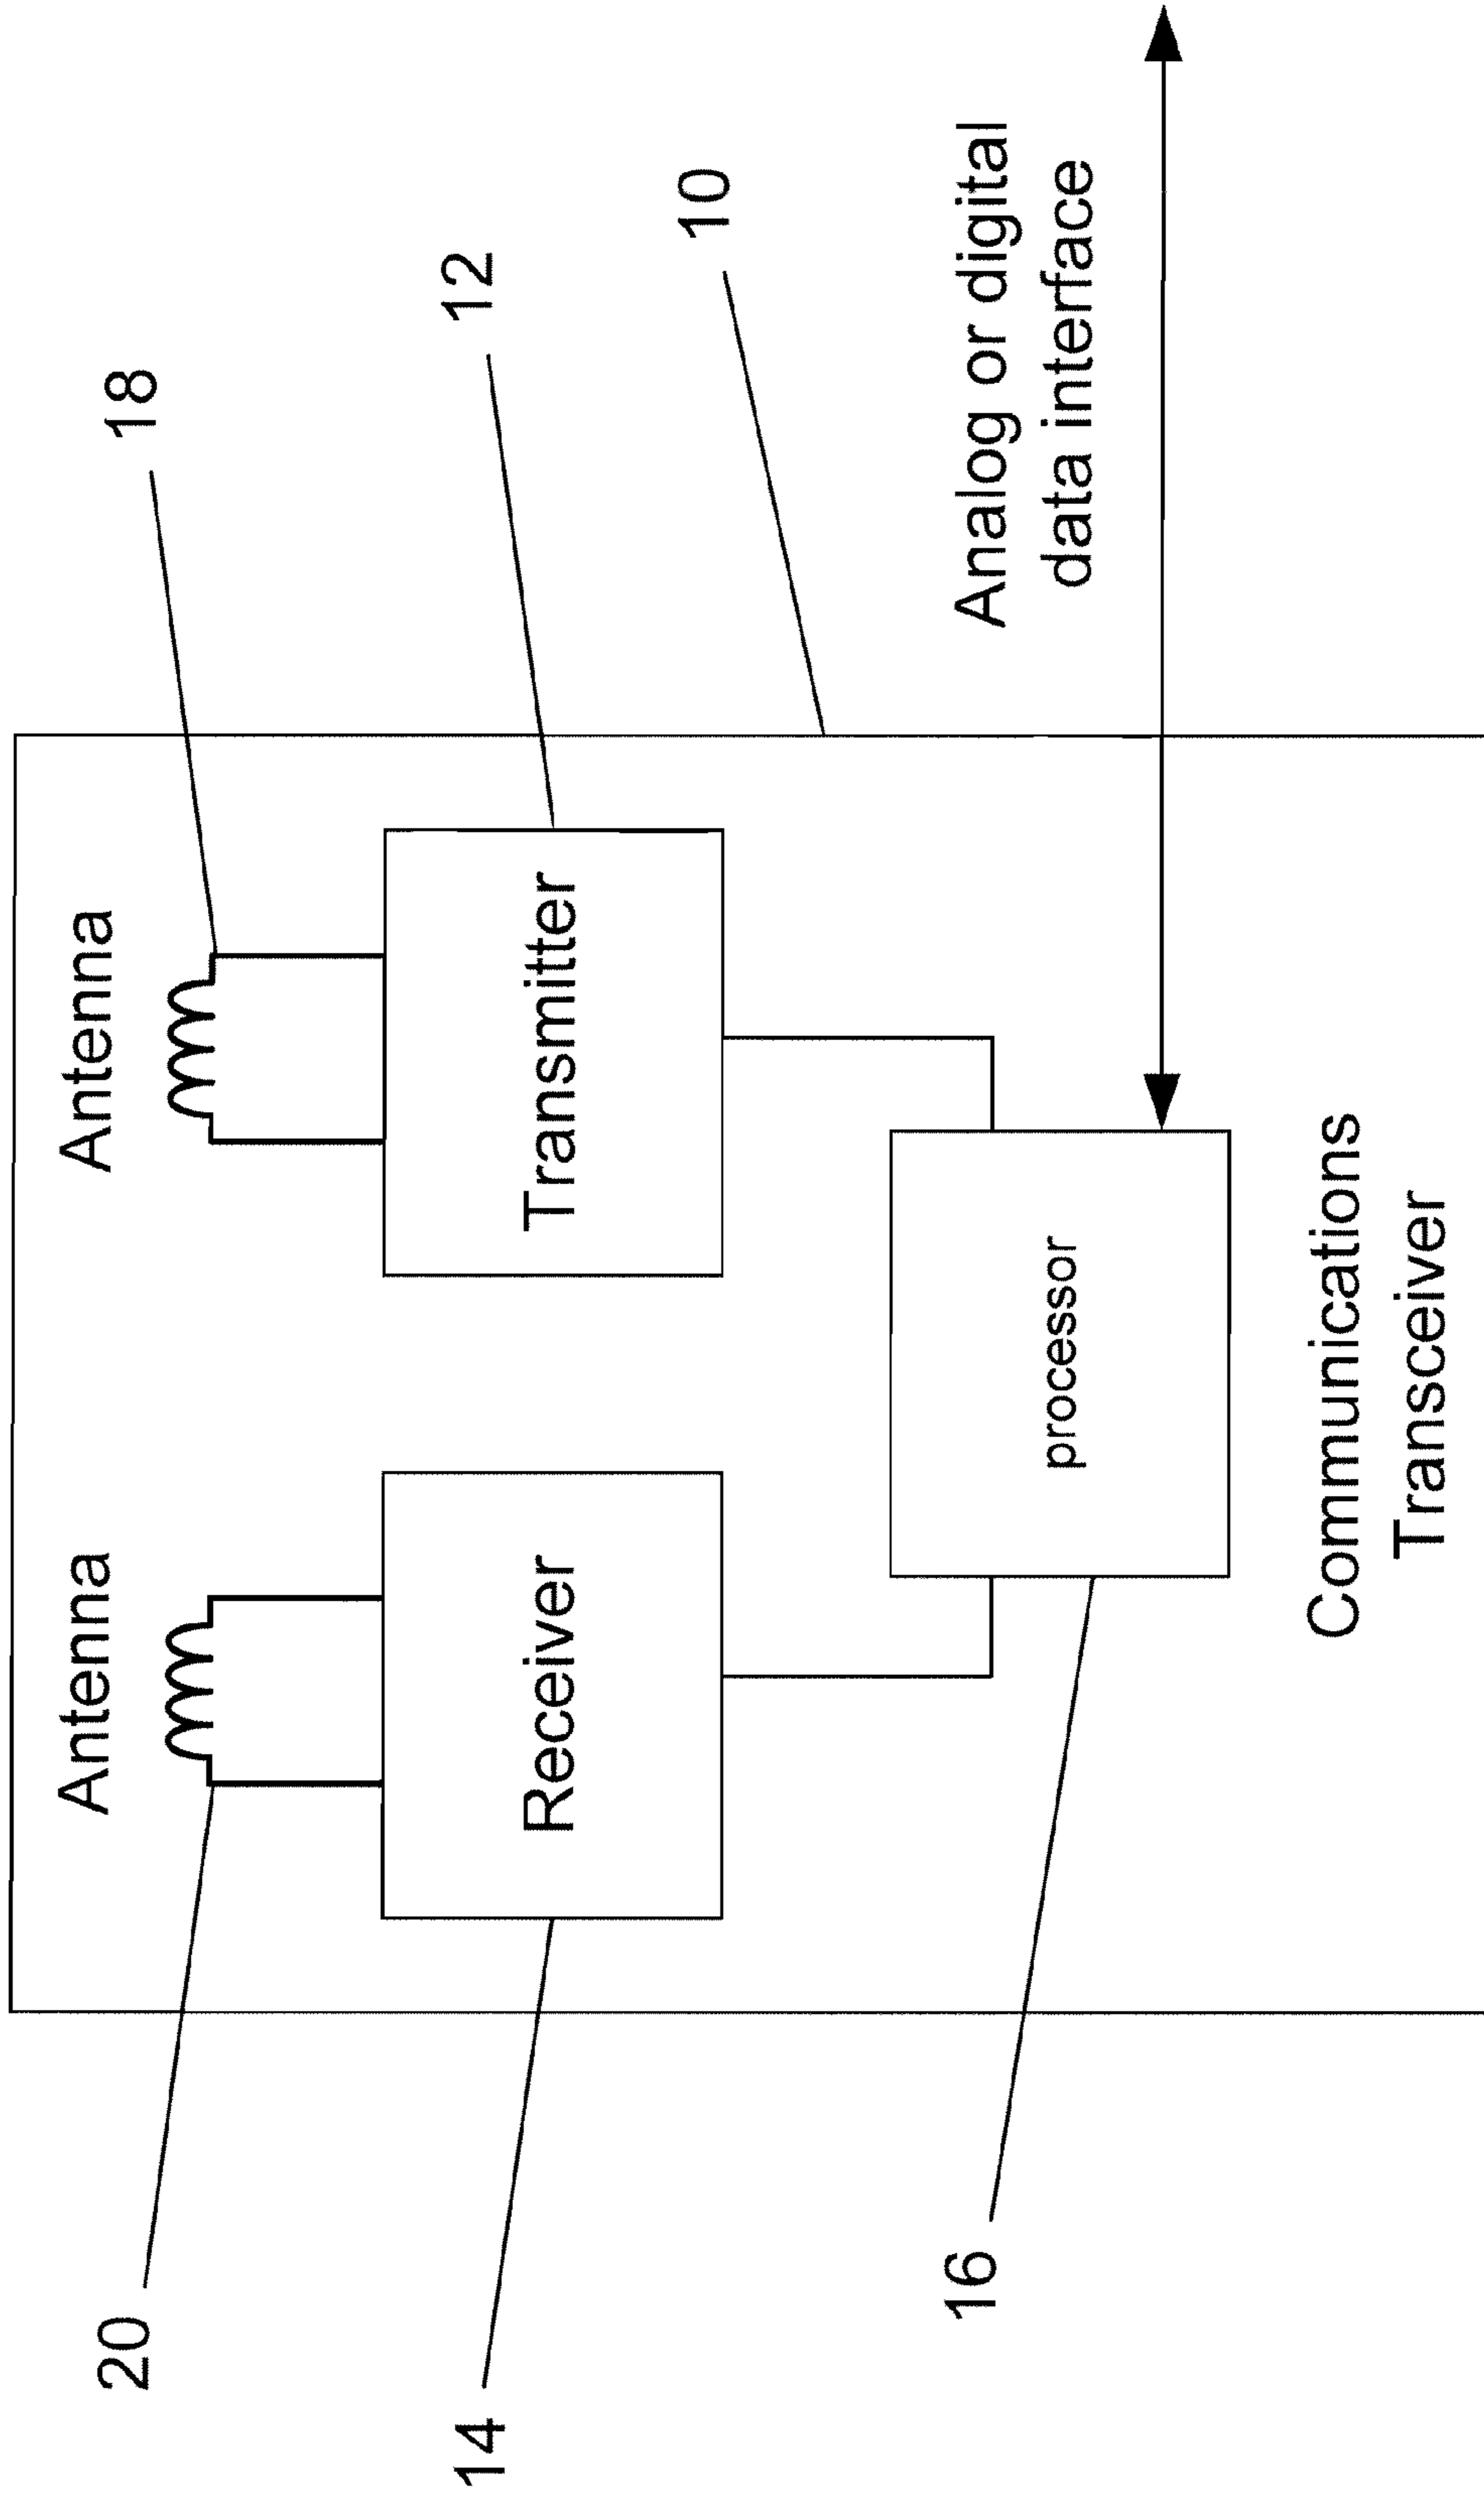 Antenna
Antenna
20
18
Receiver
Transmitter
14
12
10
processor
16
Analog or digital
data interface
Communications
Transceiver